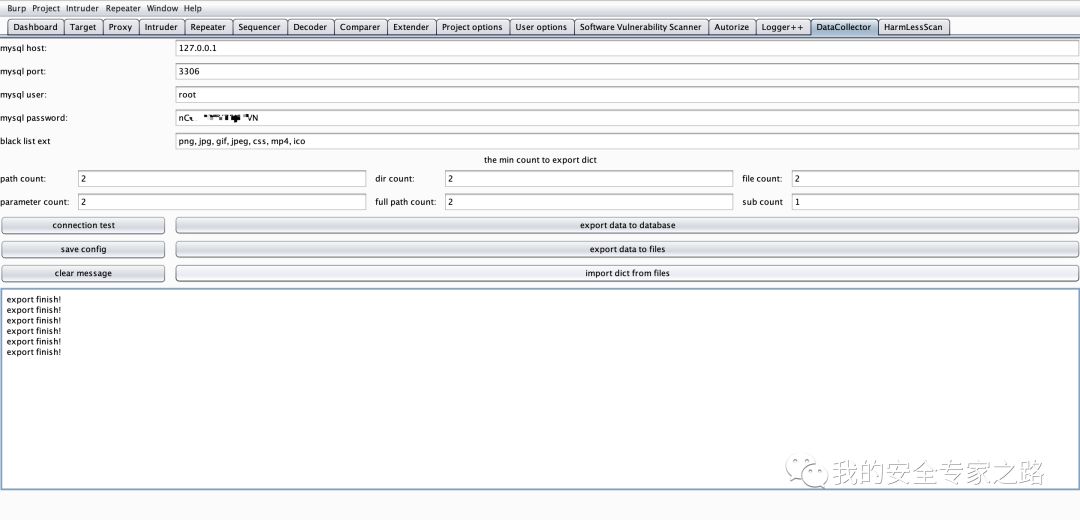 Burp Project Intruder Repeater Window Help
Dashboard Target Proxy Intruder Repeater Sequencer Decoder Comparer Extender Project options User options Software Vulnerability Scanner Autorize Logger++ DataCollector HarmLessScan
mysql host: 127.0.0.1
mysql port: 3306
mysql user: root
mysql password:
black list ext png, jpg, gif, jpeg, css, mp4, ico
the min count to export dict
path count: 2 dir count: 2 file count: 2
parameter count: 2 full path count: 2 sub count 1
connection test export data to database
save config export data to files
clear message import dict from files
export finish!
export finish!
export finish!
export finish!
export finish!
export finish!
我的安全专家之路